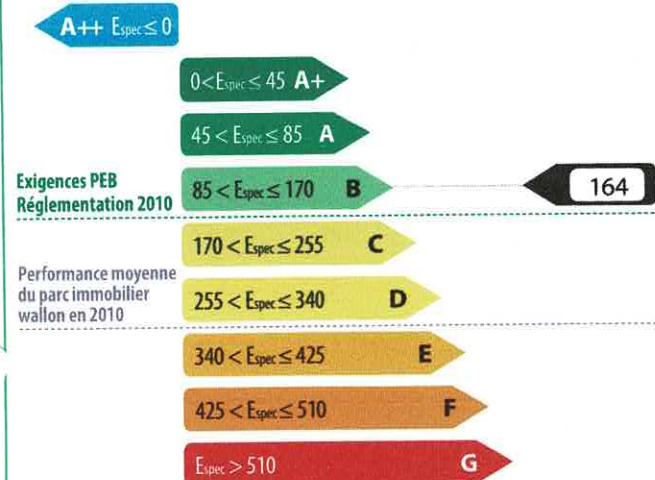 A++ Espec ≤ 0
0<Espec ≤ 45 A+
45 < Espec ≤ 85 A
Exigences PEB
Réglementation 2010
85 < Espec ≤ 170 B
164
170 < Espec ≤ 255 C
Performance moyenne
du parc immobilier
wallon en 2010
255 < Espec ≤ 340 D
340 < Espec ≤ 425 E
425 < Espec ≤ 510 F
Espec > 510 G